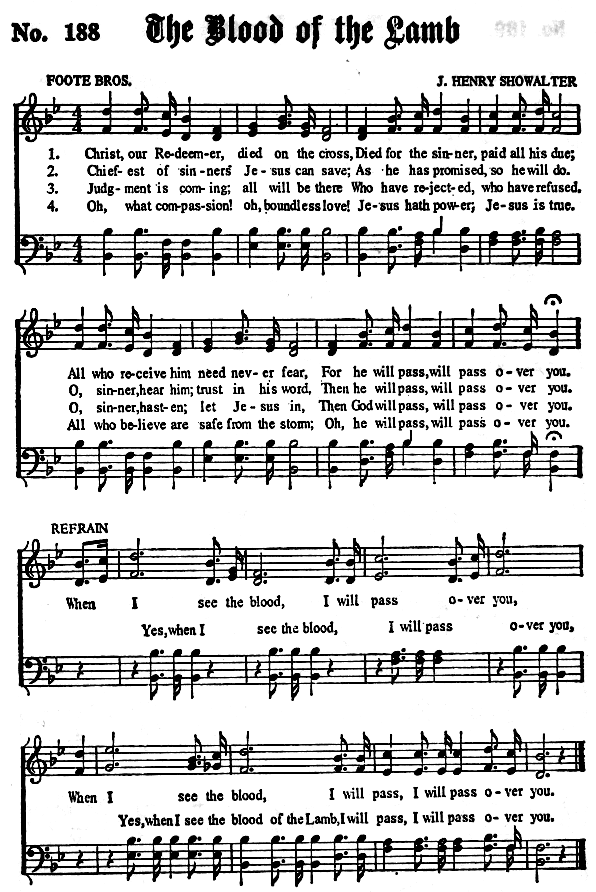 No. 188 The Blood of the Lamb
FOOTE BROS. J. HENRY SHOWALTER
4 4
1. Christ, our Re-deem-er, died on the cross, Died for the sin-ner, paid all his due;
2. Chief-est of sin-ners Je-sus can save; As he has promised, so he will do.
3. Judg-ment is com-ing; all will be there Who have re-ject-ed, who have refused.
4. Oh, what com-pas-sion! oh, boundless love! Je-sus hath power; Je-sus is true.
4 4
All who re-ceive him need nev-er fear, For he will pass, will pass o-ver you.
O, sin-ner, hear him; trust in his word, Then he will pass, will pass o-ver you.
O, sin-ner, hast-en; let Je-sus in, Then God will pass, will pass o-ver you.
All who be-lieve are safe from the storm; Oh, he will pass, will pass o-ver you.
REFRAIN
When I see the blood, I will pass o-ver you,
Yes, when I see the blood, I will pass o-ver you,
When I see the blood, I will pass, I will pass o-ver you.
Yes, when I see the blood of the Lamb, I will pass, I will pass o-ver you.